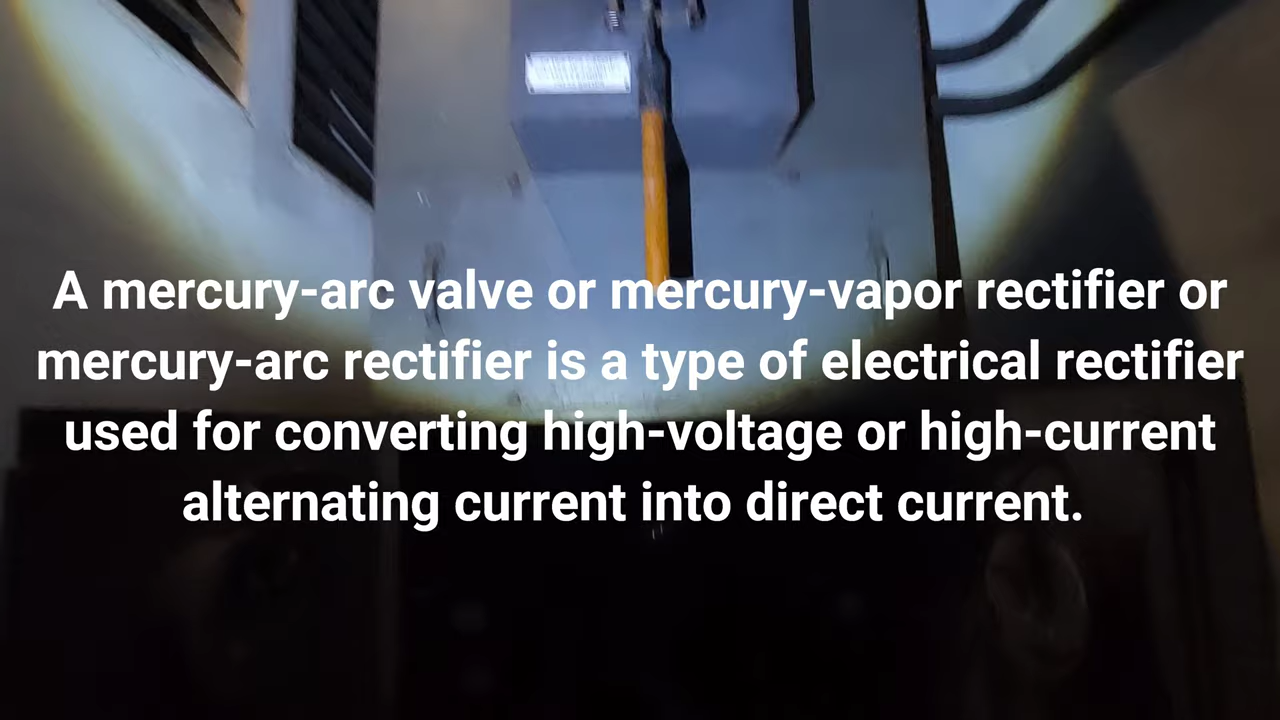 A mercury-arc valve or mercury-vapor rectifier or
mercury-arc rectifier is a type of electrical rectifier
used for converting high-voltage or high-current
alternating current into direct current.